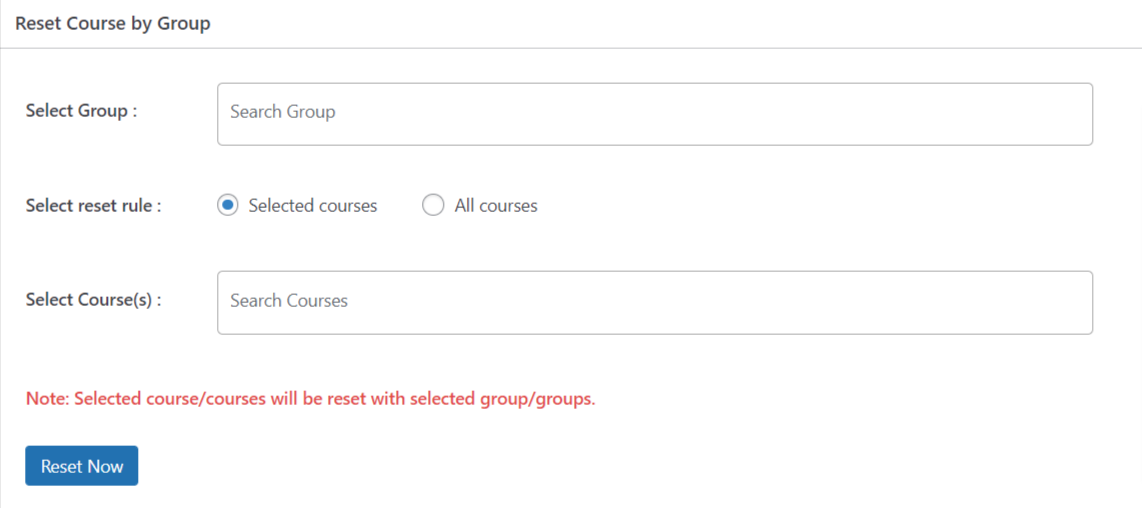 Reset Course by Group
Select Group :
Search Group
Select reset rule :
Selected courses
All courses
Select Course(s) :
Search Courses
Note: Selected course/courses will be reset with selected group/groups.
Reset Now